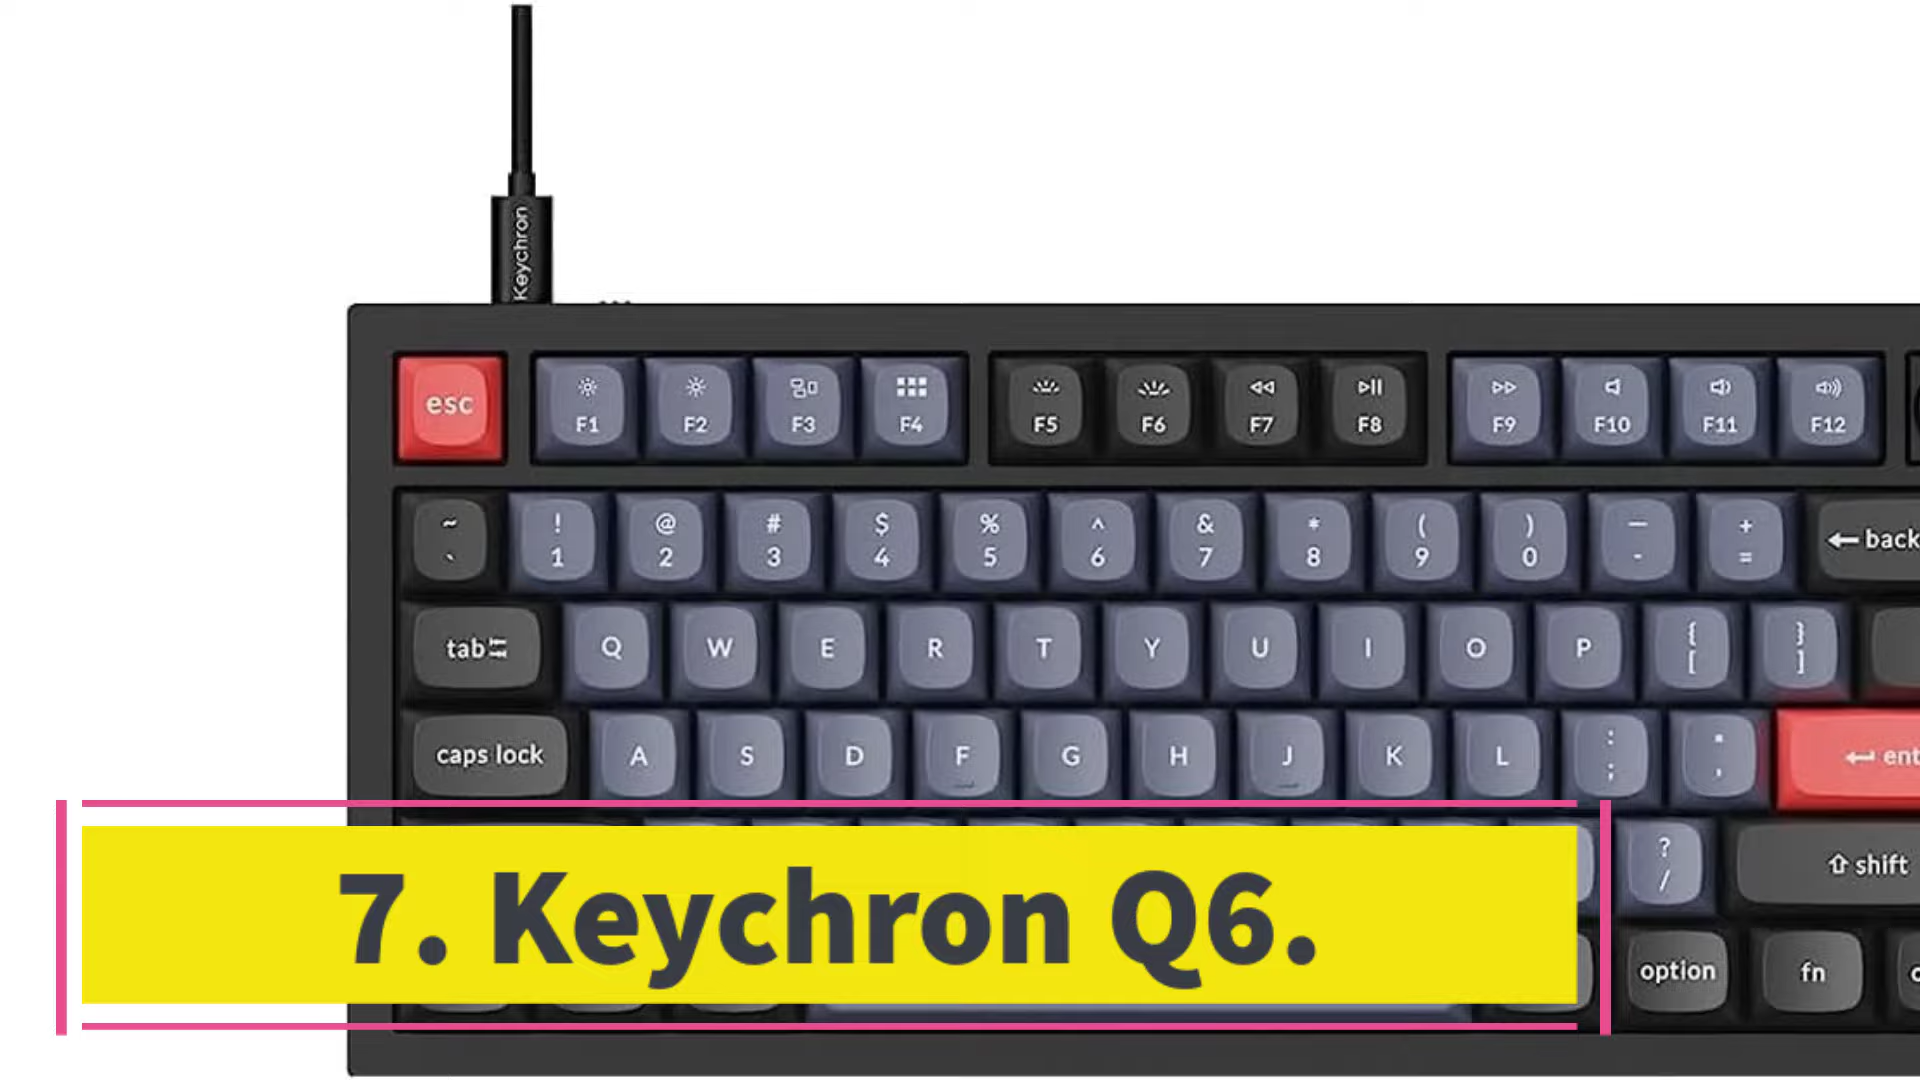 Keychron
esc F1 F2 F3 F4 F5 F6 F7 F8 F9 F10 F11 F12
~ ! @ # $ % ^ & * ( ) — +
` 1 2 3 4 5 6 7 8 9 0 - = back
tab Q W E R T Y U I O P { [ } ]
caps lock A S D F G H J K L : ; " ' ent
? / shift
7. Keychron Q6.
option fn